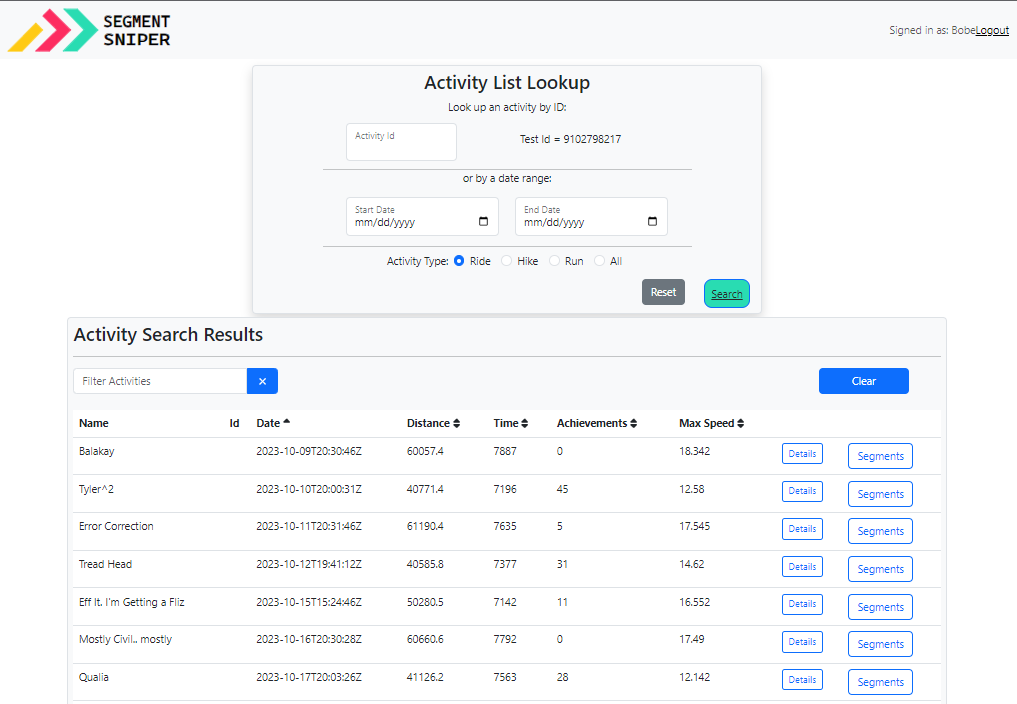 SEGMENT
SNIPER
Signed in as: BobeLogout
Activity List Lookup
Look up an activity by ID:
Activity Id
Test Id = 9102798217
or by a date range:
Start Date
mm/dd/yyyy
End Date
mm/dd/yyyy
Activity Type: Ride Hike Run All
Reset Search
Activity Search Results
Filter Activities × Clear
Name Id Date Distance Time Achievements Max Speed
Balakay 2023-10-09T20:30:46Z 60057.4 7887 0 18.342 Details Segments
Tyler^2 2023-10-10T20:00:31Z 40771.4 7196 45 12.58 Details Segments
Error Correction 2023-10-11T20:31:46Z 61190.4 7635 5 17.545 Details Segments
Tread Head 2023-10-12T19:41:12Z 40585.8 7377 31 14.62 Details Segments
Eff It. I'm Getting a Fliz 2023-10-15T15:24:46Z 50280.5 7142 11 16.552 Details Segments
Mostly Civil.. mostly 2023-10-16T20:30:28Z 60660.6 7792 0 17.49 Details Segments
Qualia 2023-10-17T20:03:26Z 41126.2 7563 28 12.142 Details Segments